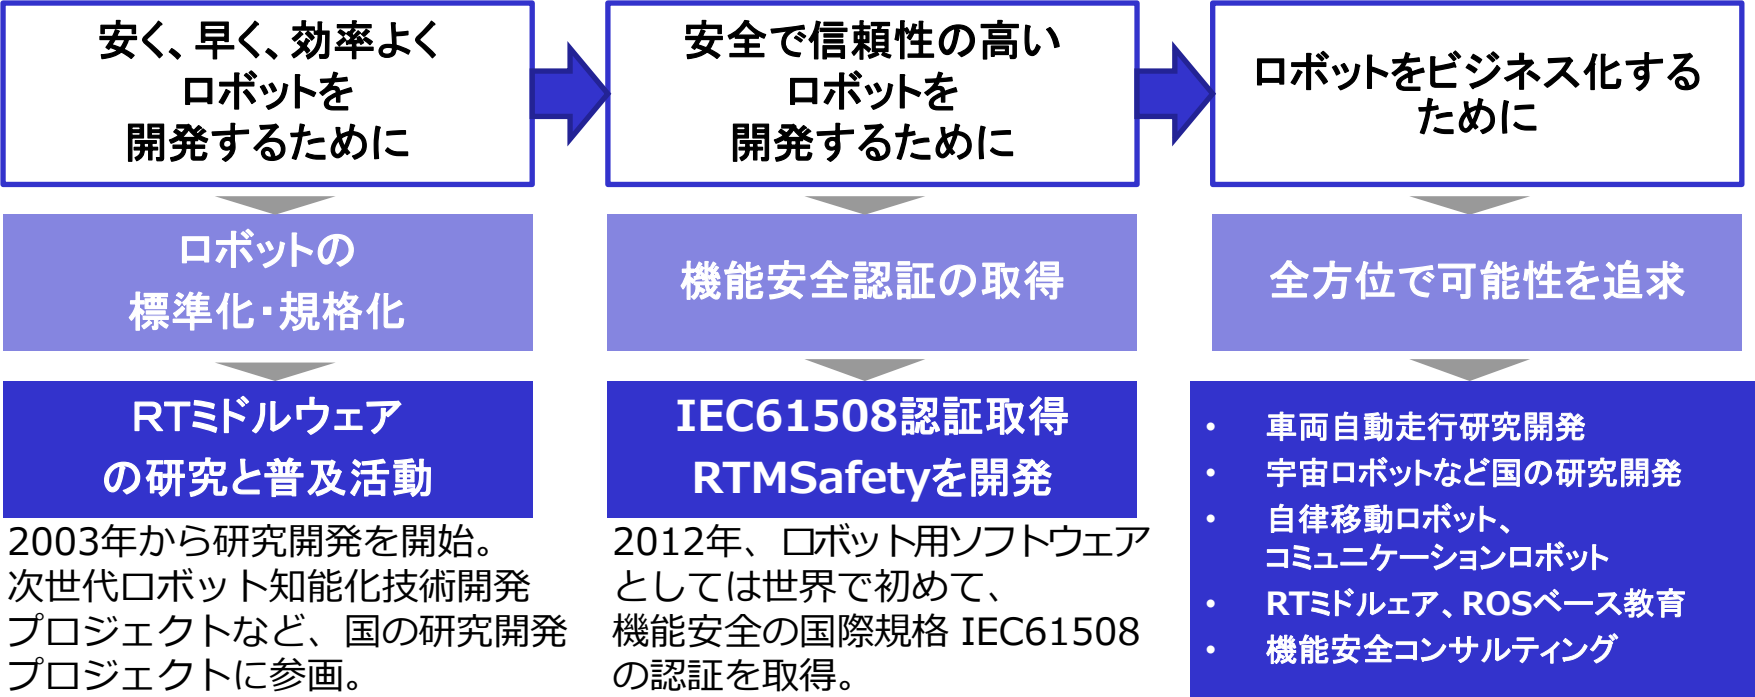 安く、早く、効率よく
ロボットを
開発するために
ロボットの
標準化・規格化
RTミドルウェア
の研究と普及活動
2003年から研究開発を開始。
次世代ロボット知能化技術開発
プロジェクトなど、国の研究開発
プロジェクトに参画。
安全で信頼性の高い
ロボットを
開発するために
機能安全認証の取得
IEC61508認証取得
RTMSafetyを開発
2012年、ロボット用ソフトウェア
としては世界で初めて、
機能安全の国際規格 IEC61508
の認証を取得。
ロボットをビジネス化する
ために
全方位で可能性を追求
• 車両自動走行研究開発
• 宇宙ロボットなど国の研究開発
• 自律移動ロボット、
コミュニケーションロボット
• RTミドルェア、ROSベース教育
• 機能安全コンサルティング